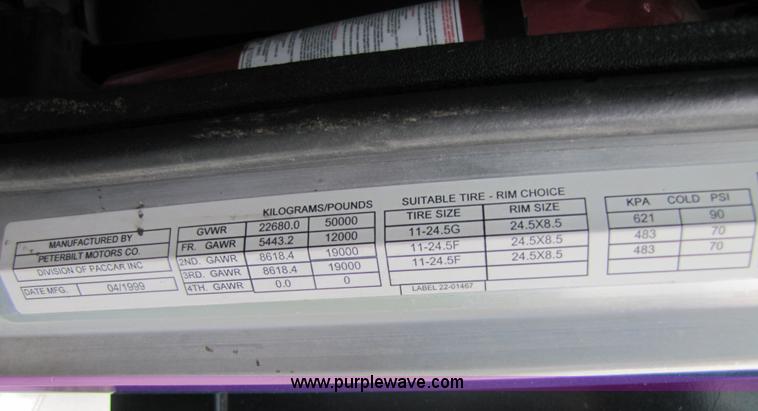 MANUFACTURED BY
PETERBILT MOTORS CO.
DIVISION OF PACCAR INC
DATE MFG. 04/1999
KILOGRAMS/POUNDS
GVWR 22680.0 50000
FR. GAWR 5443.2 12000
2ND. GAWR 8618.4 19000
3RD. GAWR 8618.4 19000
4TH. GAWR 0.0 0
SUITABLE TIRE - RIM CHOICE
TIRE SIZE RIM SIZE
11-24.5G 24.5X8.5
11-24.5F 24.5X8.5
11-24.5F 24.5X8.5
LABEL 22-01467
KPA COLD PSI
621 90
483 70
483 70
www.purplewave.com